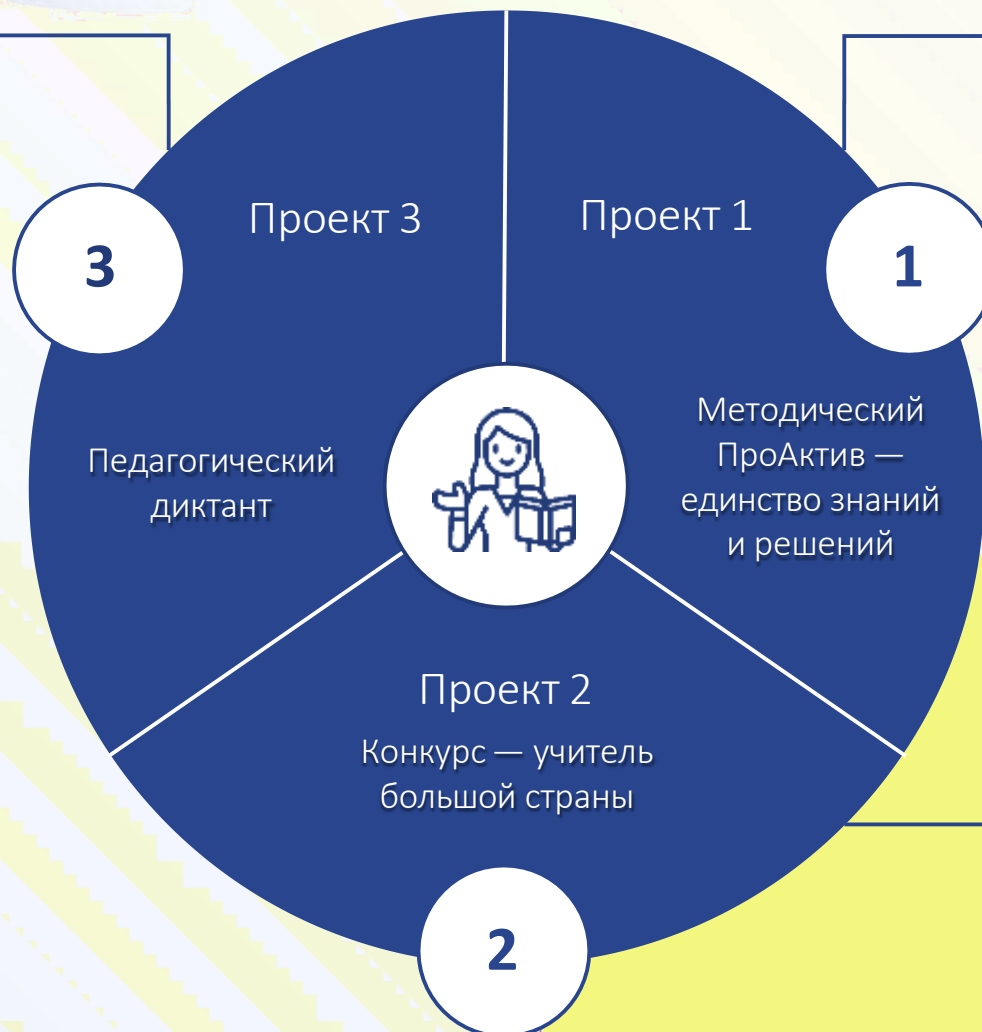 Проект 3
3
Педагогический
диктант
Проект 1
1
Методический
ПроАктив —
единство знаний
и решений
Проект 2
Конкурс — учитель
большой страны
2